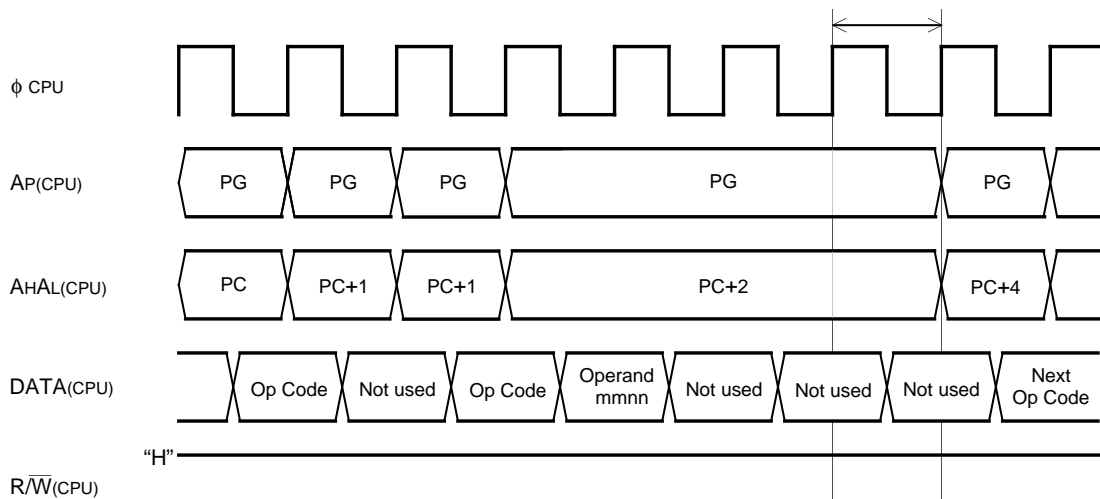 ϕ CPU
AP(CPU)
PG
PG
PG
PG
PG
AHAL(CPU)
PC
PC+1
PC+1
PC+2
PC+4
DATA(CPU)
Op Code
Not used
Op Code
Operand
mmnn
Not used
Not used
Not used
Next
Op Code
“H”
R/W̅(CPU)